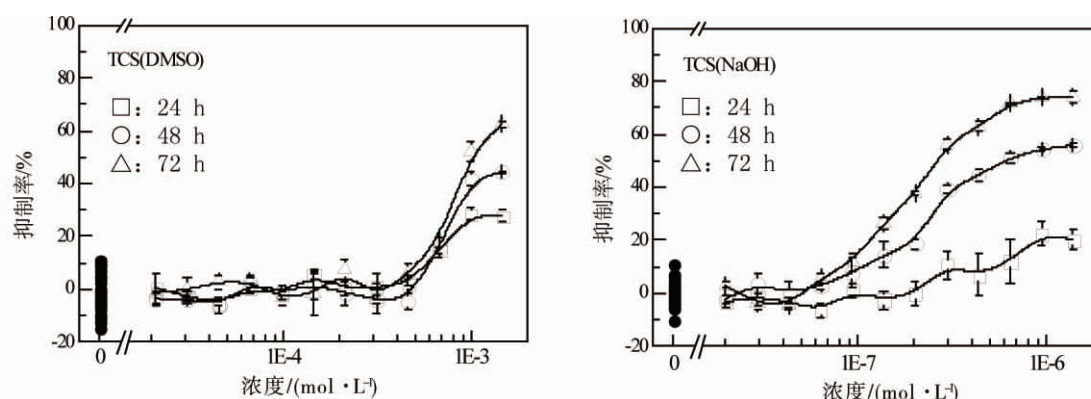 100
80
60
40
20
0
-20
抑制率/%
TCS(DMSO)
□: 24 h
○: 48 h
△: 72 h
0
1E-4
1E-3
浓度/(mol·L⁻¹)
100
80
60
40
20
0
-20
抑制率/%
TCS(NaOH)
□: 24 h
○: 48 h
△: 72 h
0
1E-7
1E-6
浓度/(mol·L⁻¹)